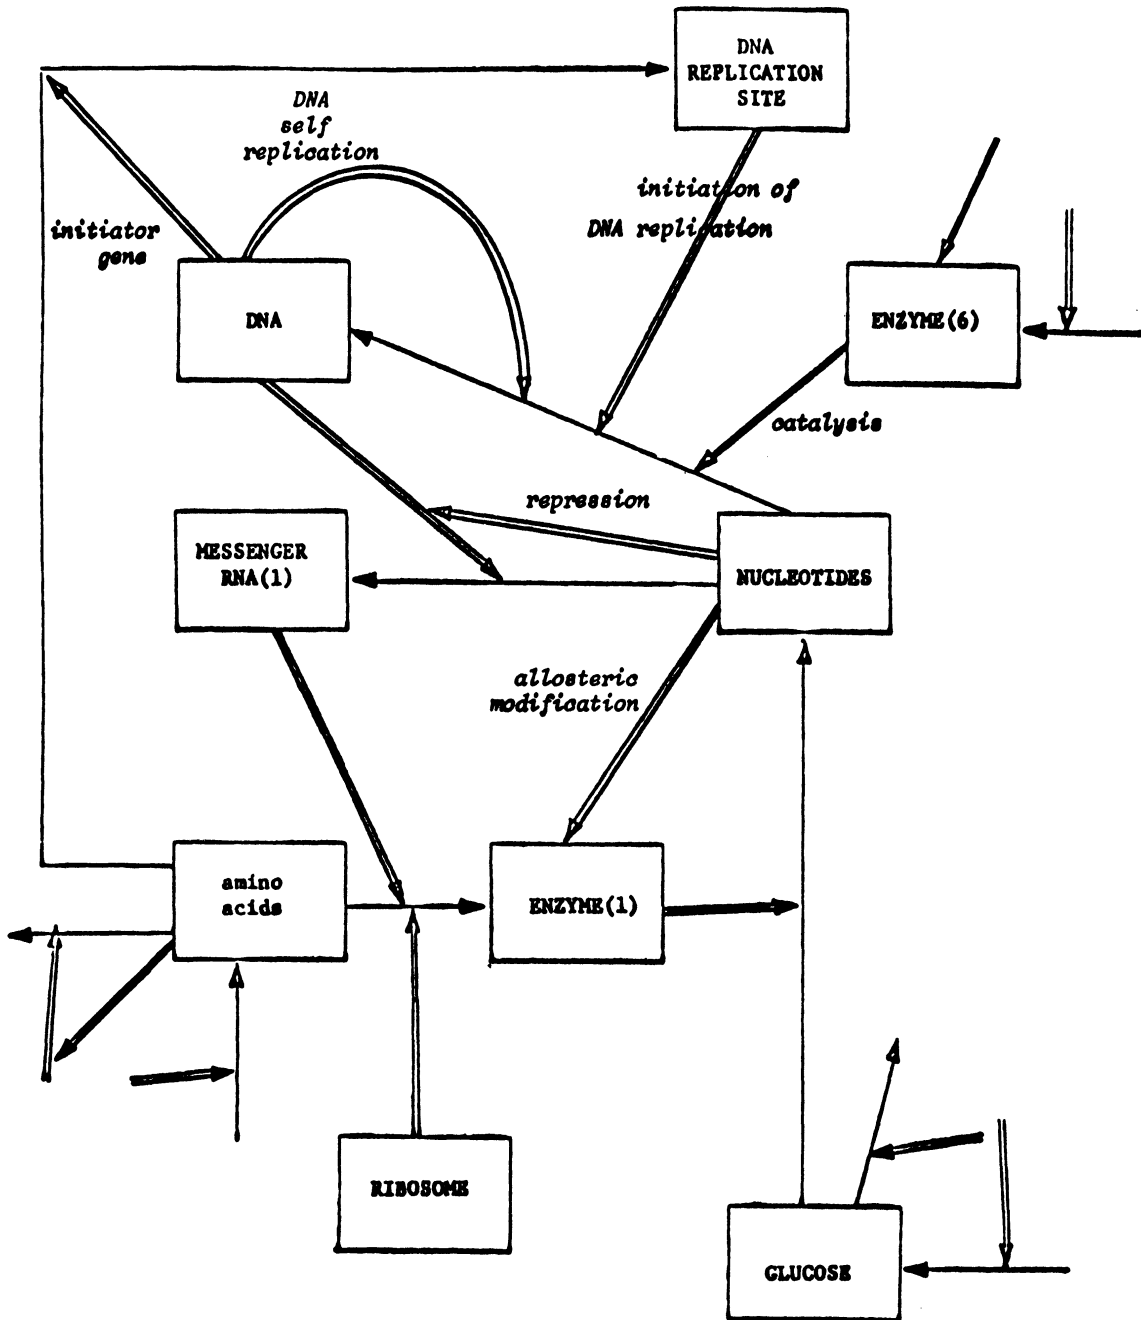 DNA
REPLICATION
SITE
DNA
self
replication
initiation of
DNA replication
initiator
gene
DNA
ENZYME(6)
catalysis
repression
MESSENGER
RNA(1)
NUCLEOTIDES
allosteric
modification
amino
acids
ENZYME(1)
RIBOSOME
GLUCOSE